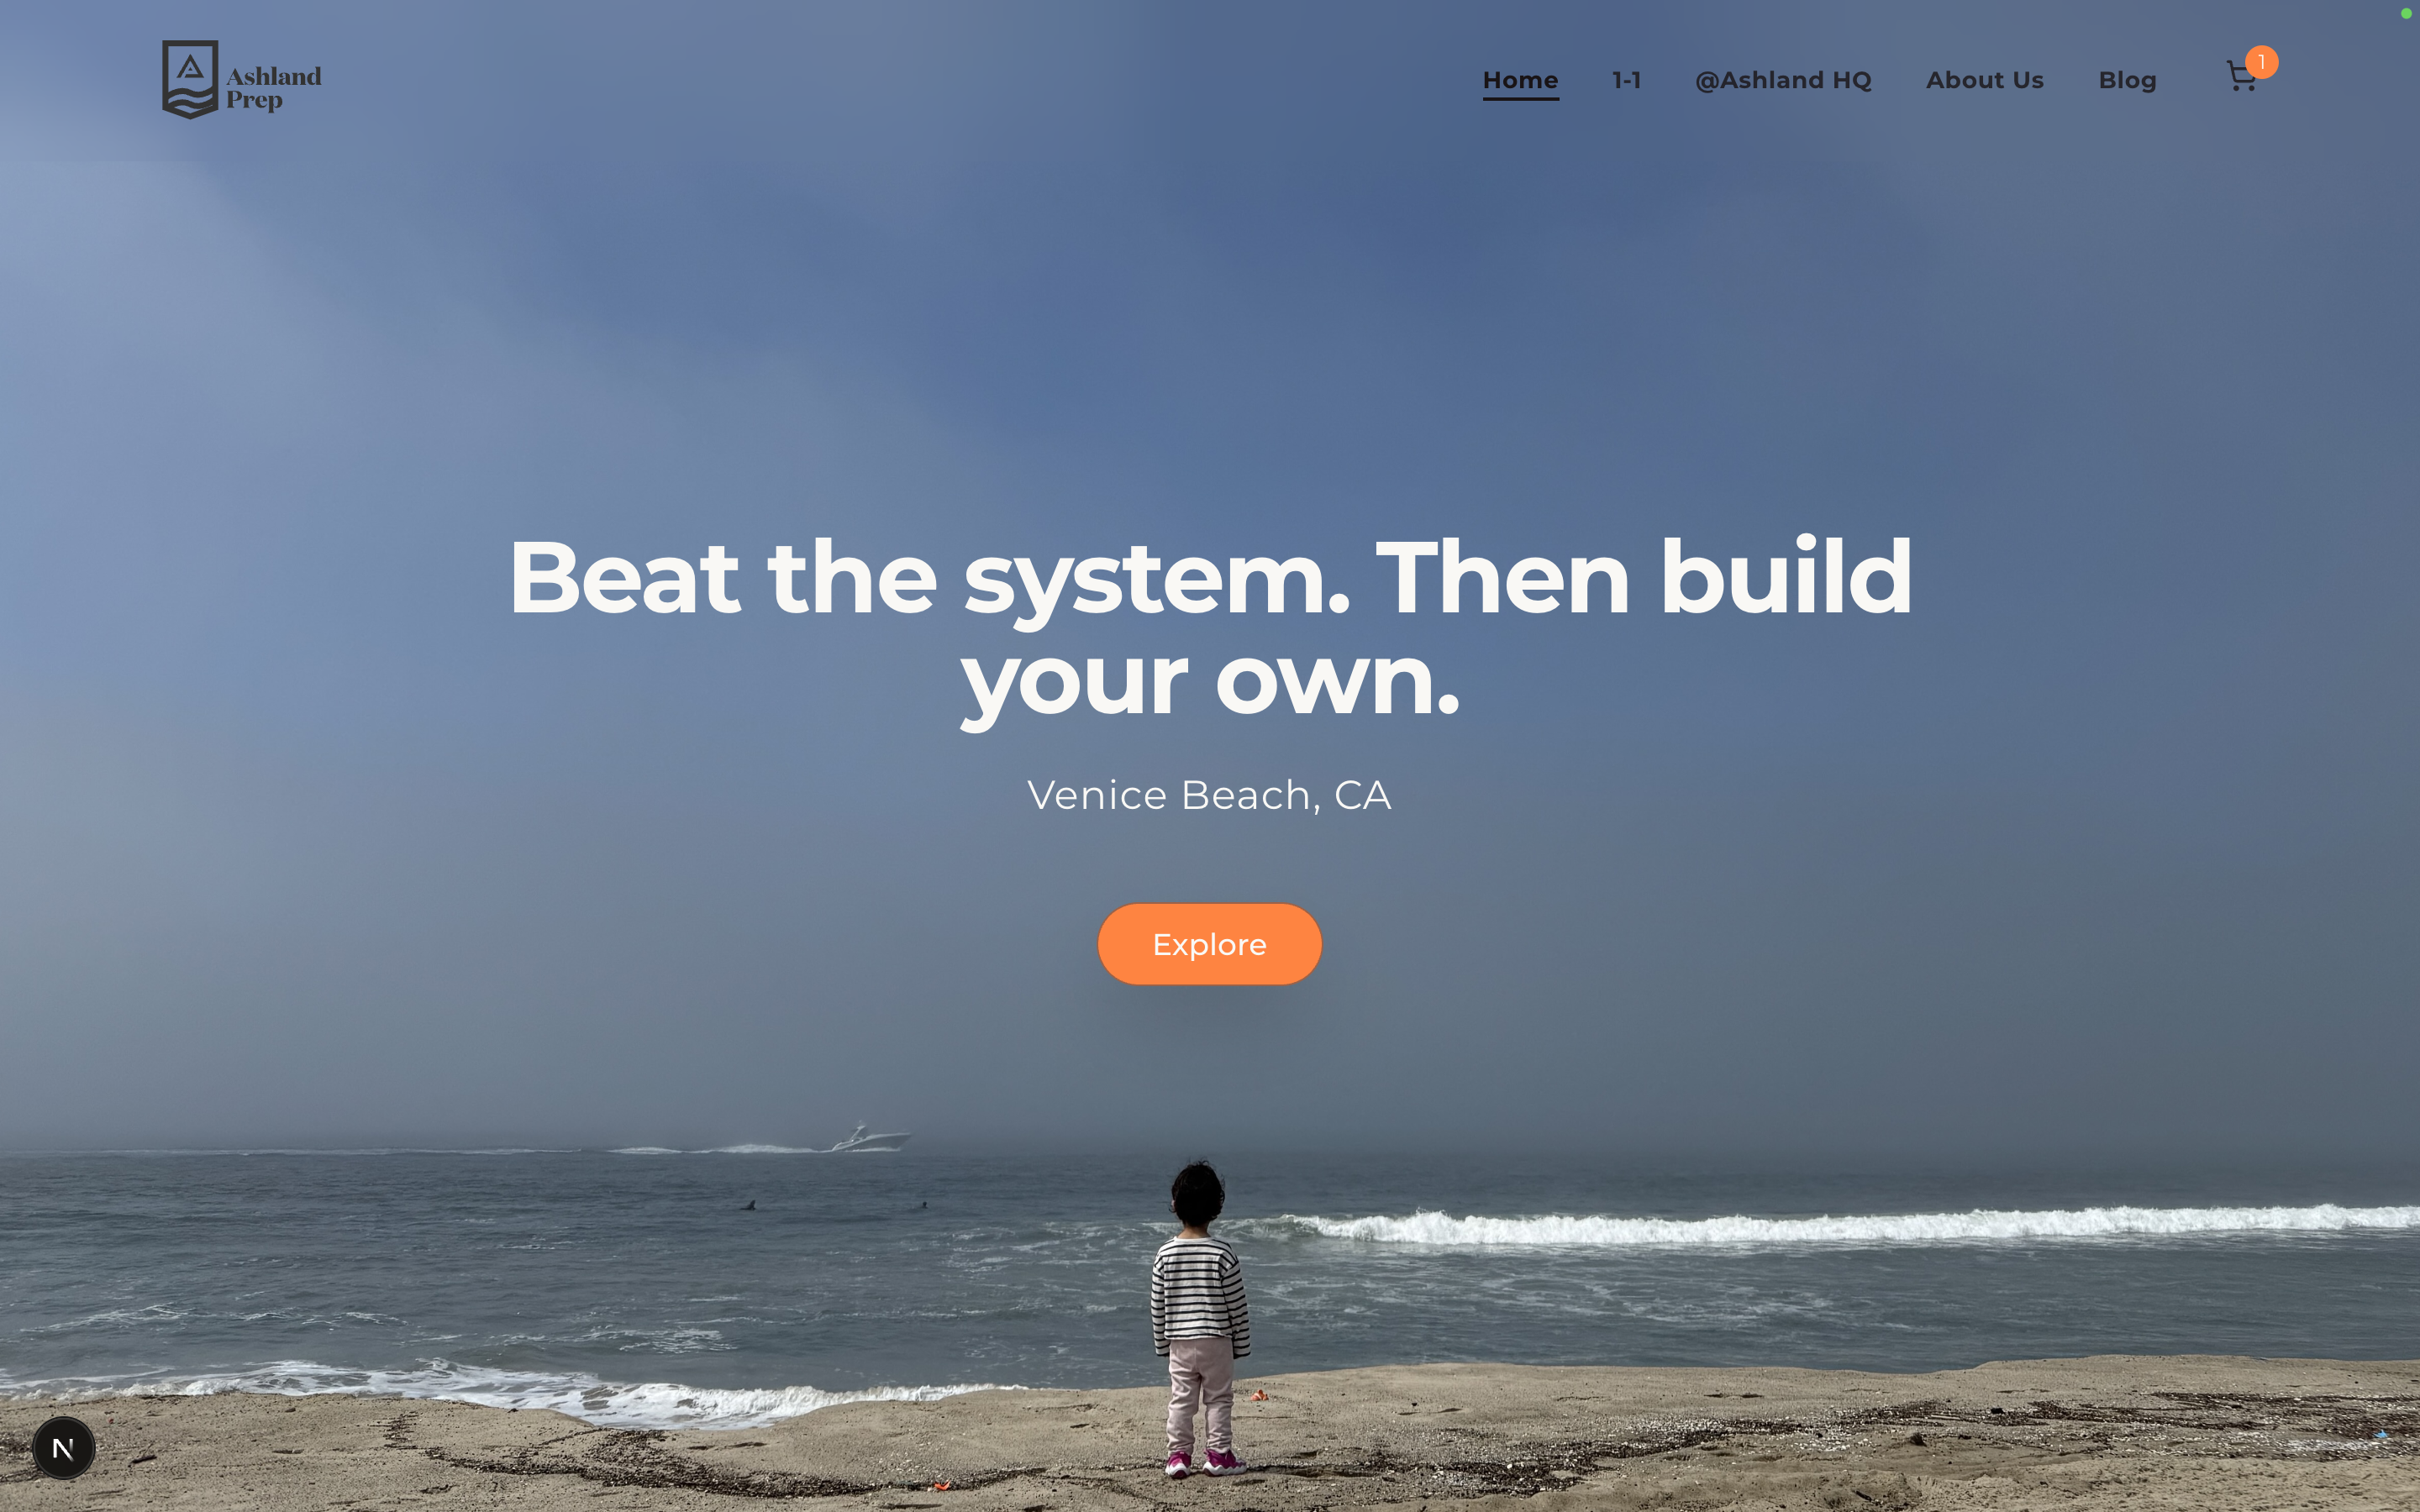 Ashland
Prep
Home 1-1 @Ashland HQ About Us Blog 1
Beat the system. Then build
your own.
Venice Beach, CA
Explore
N